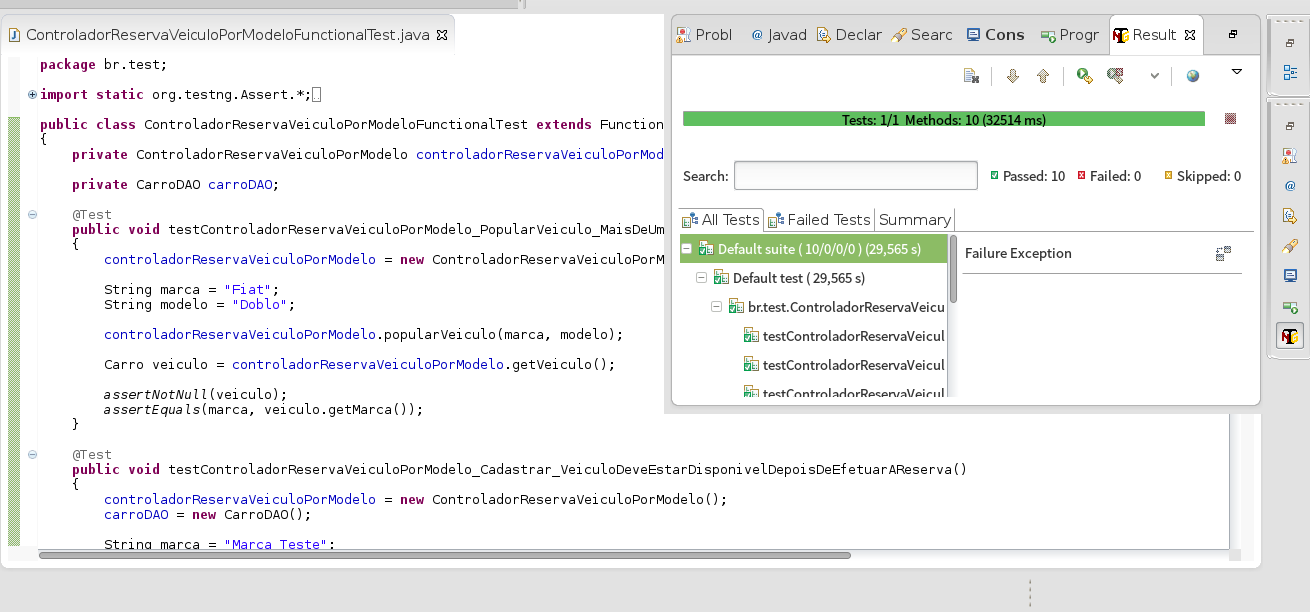 ControladorReservaVeiculoPorModeloFunctionalTest.java
package br.test;
import static org.testng.Assert.*;
public class ControladorReservaVeiculoPorModeloFunctionalTest extends Function
{
private ControladorReservaVeiculoPorModelo controladorReservaVeiculoPorMod
private CarroDAO carroDAO;
@Test
public void testControladorReservaVeiculoPorModelo_PopularVeiculo_MaisDeUm
{
controladorReservaVeiculoPorModelo = new ControladorReservaVeiculoPorM
String marca = "Fiat";
String modelo = "Doblo";
controladorReservaVeiculoPorModelo.popularVeiculo(marca, modelo);
Carro veiculo = controladorReservaVeiculoPorModelo.getVeiculo();
assertNotNull(veiculo);
assertEquals(marca, veiculo.getMarca());
}
@Test
public void testControladorReservaVeiculoPorModelo_Cadastrar_VeiculoDeveEstarDisponivelDepoisDeEfetuarAReserva()
{
controladorReservaVeiculoPorModelo = new ControladorReservaVeiculoPorModelo();
carroDAO = new CarroDAO();
String marca = "Marca Teste";
Probl @ Javad Declar Searc Cons Progr Result
Tests: 1/1 Methods: 10 (32514 ms)
Search: Passed: 10 Failed: 0 Skipped: 0
All Tests Failed Tests Summary
Default suite ( 10/0/0/0 ) (29,565 s)
Default test ( 29,565 s)
br.test.ControladorReservaVeicu
testControladorReservaVeicul
testControladorReservaVeicul
testControladorReservaVeicul
Failure Exception